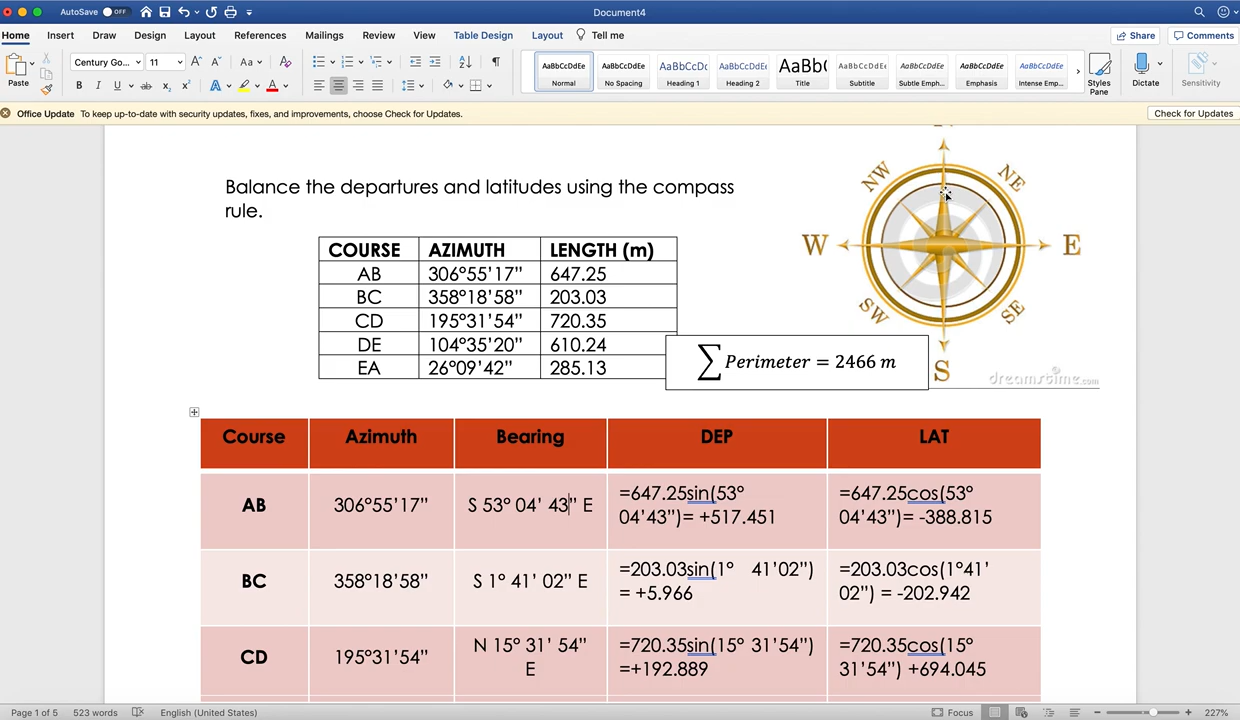 AutoSave OFF
Document4
Home Insert Draw Design Layout References Mailings Review View Table Design Layout Tell me
Share Comments
Paste
Century Go... 11
AaBbCcDdEe AaBbCcDdEe AaBbCcDc AaBbCcDdEe AaBb( AaBbCcDdEe AaBbCcDdEe AaBbCcDdEe AaBbCcDdEe
Normal No Spacing Heading 1 Heading 2 Title Subtitle Subtle Emph... Emphasis Intense Emp...
Styles Pane
Dictate
Sensitivity
Office Update To keep up-to-date with security updates, fixes, and improvements, choose Check for Updates.
Check for Updates
Balance the departures and latitudes using the compass
rule.
COURSE AZIMUTH LENGTH (m)
AB 306°55'17" 647.25
BC 358°18'58" 203.03
CD 195°31'54" 720.35
DE 104°35'20" 610.24
EA 26°09'42" 285.13
∑ Perimeter = 2466 m
NW NE
W E
SW SE
S
dreamstime.com
Course Azimuth Bearing DEP LAT
AB 306°55'17" S 53° 04' 43" E =647.25sin(53° 04'43")= +517.451 =647.25cos(53° 04'43")= -388.815
BC 358°18'58" S 1° 41' 02" E =203.03sin(1° 41'02") = +5.966 =203.03cos(1°41' 02") = -202.942
CD 195°31'54" N 15° 31' 54" E =720.35sin(15° 31'54") =+192.889 =720.35cos(15° 31'54") +694.045
Page 1 of 5 523 words English (United States)
Focus
227%